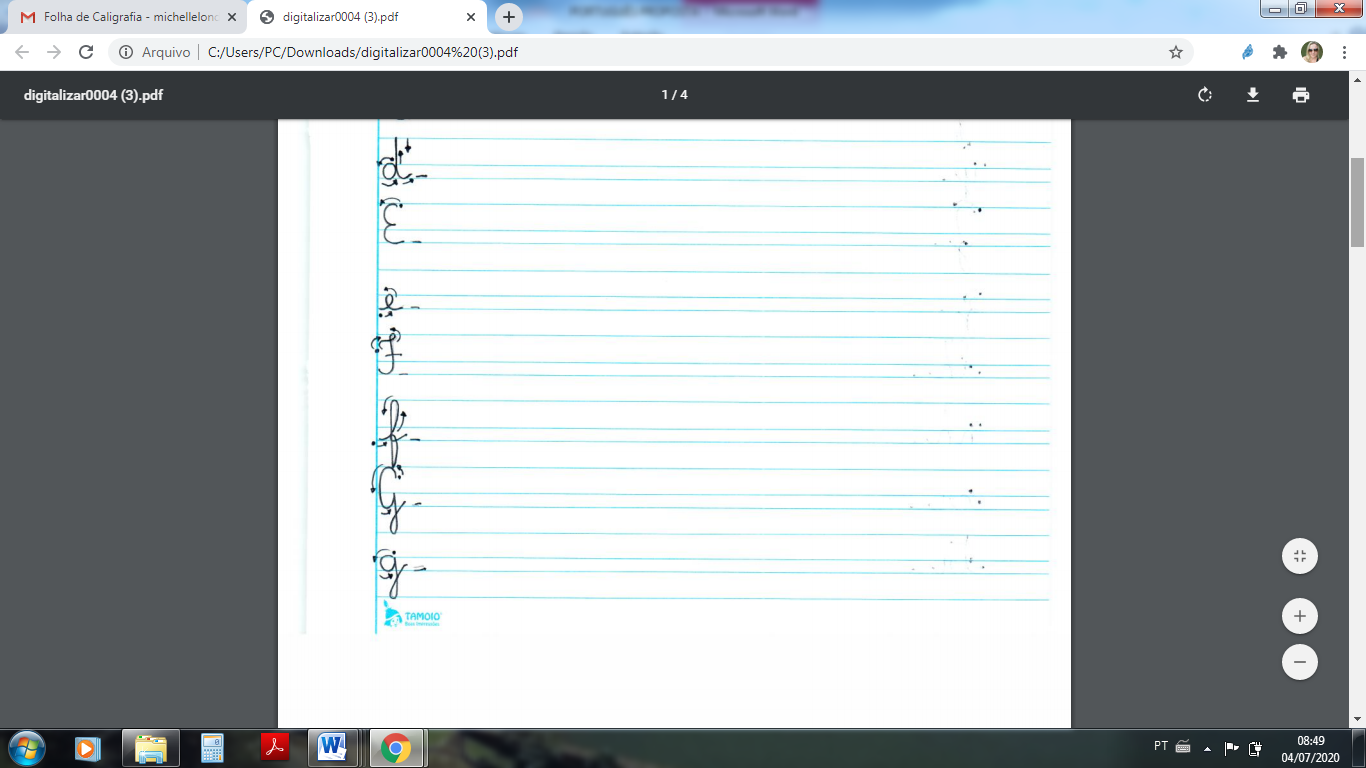 Folha de Caligrafia - michellelonc
digitalizar0004 (3).pdf
Arquivo
C:/Users/PC/Downloads/digitalizar0004%20(3).pdf
digitalizar0004 (3).pdf
1 / 4
d -
E -
e -
F -
f -
G -
g -
TAMOIO
PT
08:49
04/07/2020